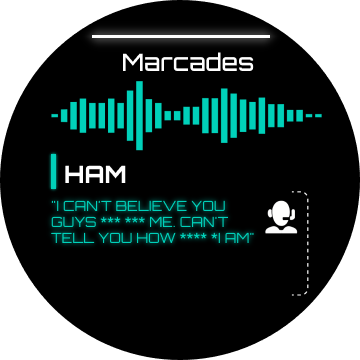 Marcades
HAM
"I CAN'T BELIEVE YOU
GUYS *** *** ME. CAN'T
TELL YOU HOW **** *I AM"